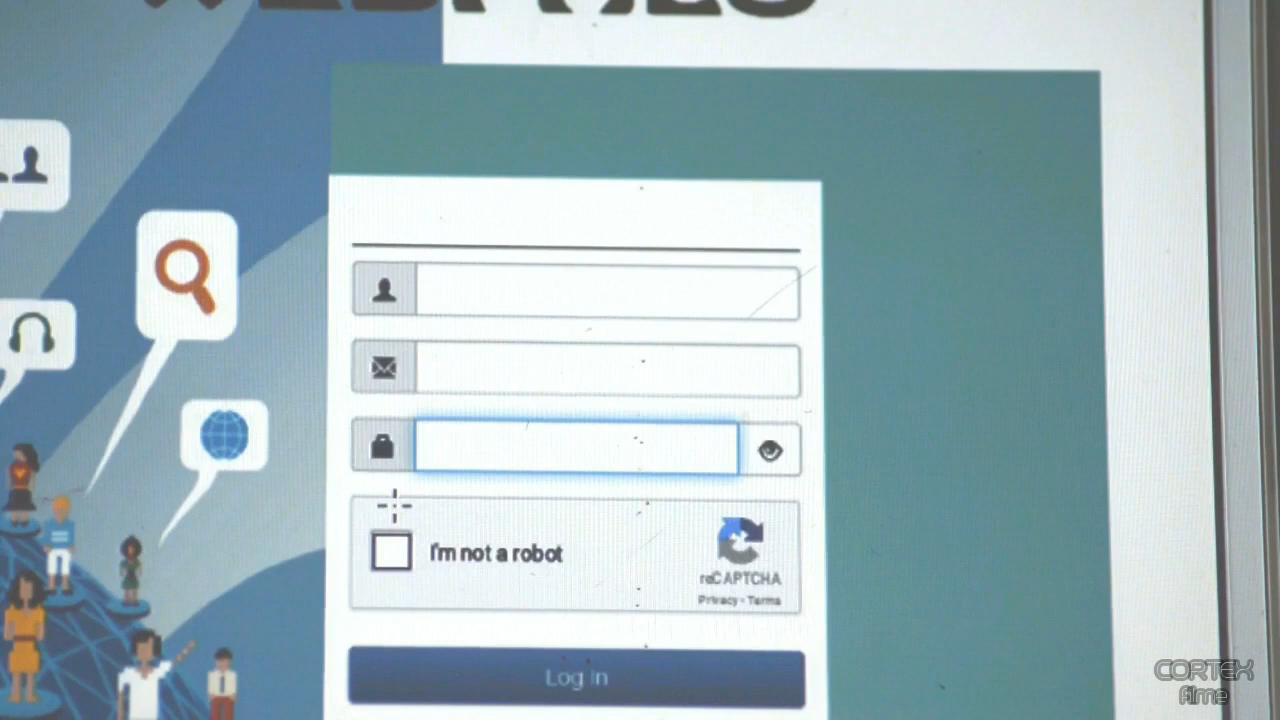 I'm not a robot
reCAPTCHA
Privacy - Terms
Log in
CORTEX
filme